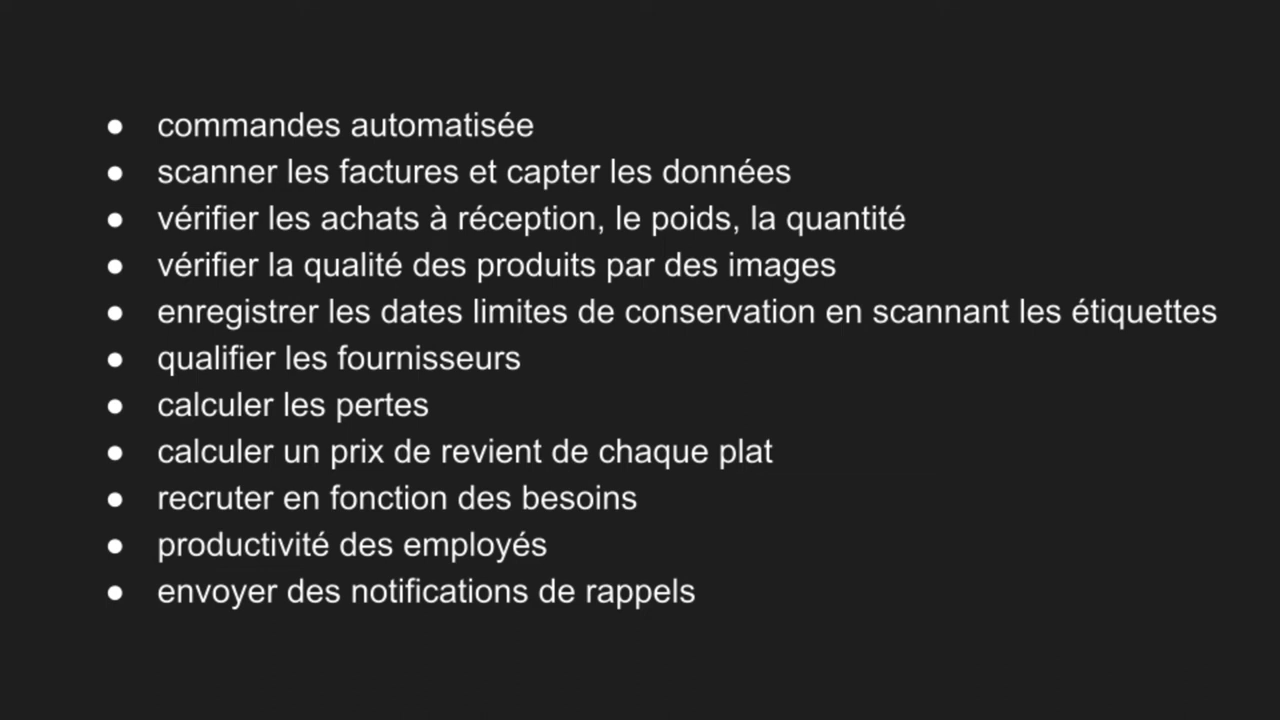 ● commandes automatisée
● scanner les factures et capter les données
● vérifier les achats à réception, le poids, la quantité
● vérifier la qualité des produits par des images
● enregistrer les dates limites de conservation en scannant les étiquettes
● qualifier les fournisseurs
● calculer les pertes
● calculer un prix de revient de chaque plat
● recruter en fonction des besoins
● productivité des employés
● envoyer des notifications de rappels